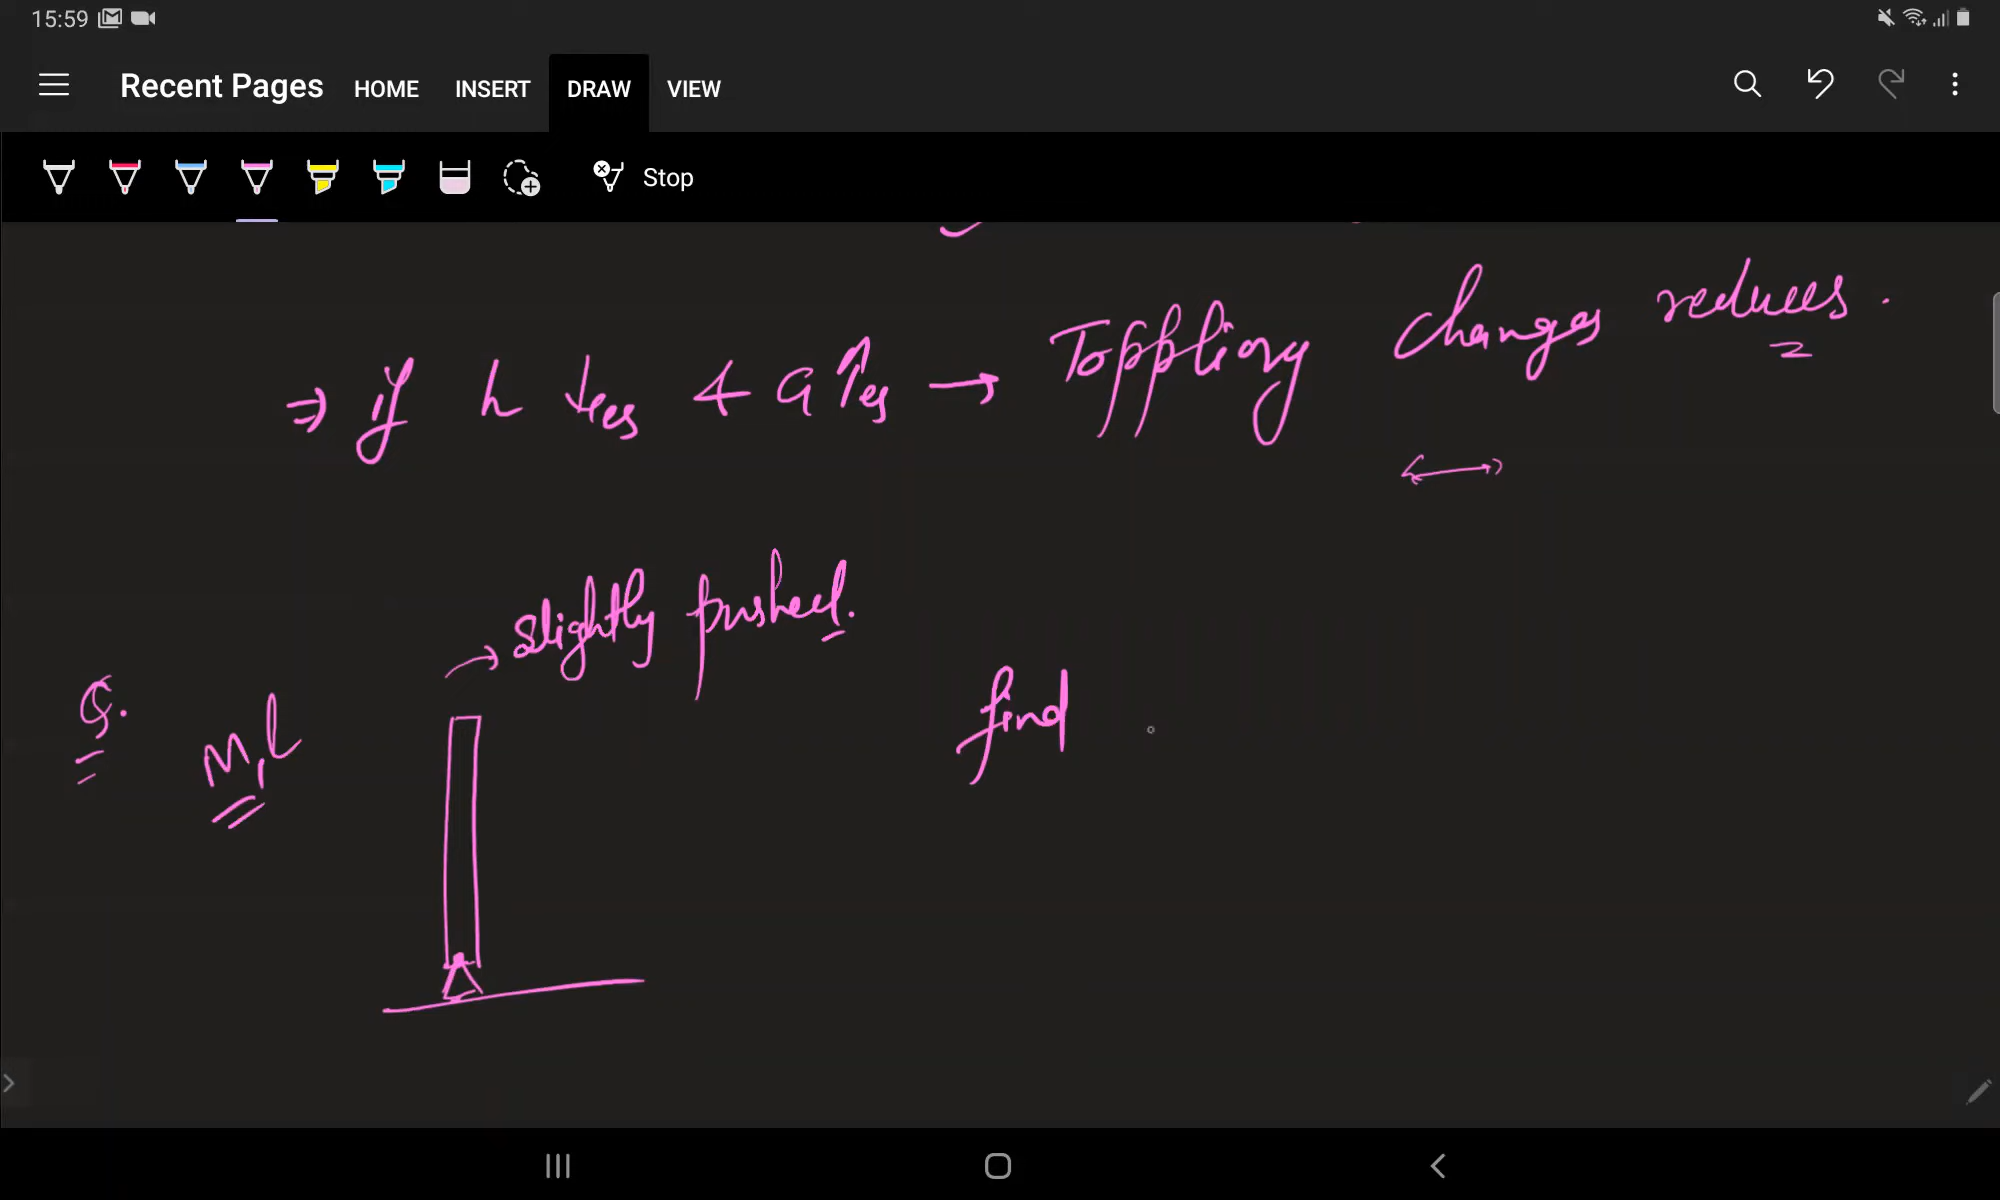 15:59
Recent Pages HOME INSERT DRAW VIEW
Stop
⇒ if h ↓es & a ↑es → Toppling changes reduces.
→ slightly pushed.
Q. M, l find